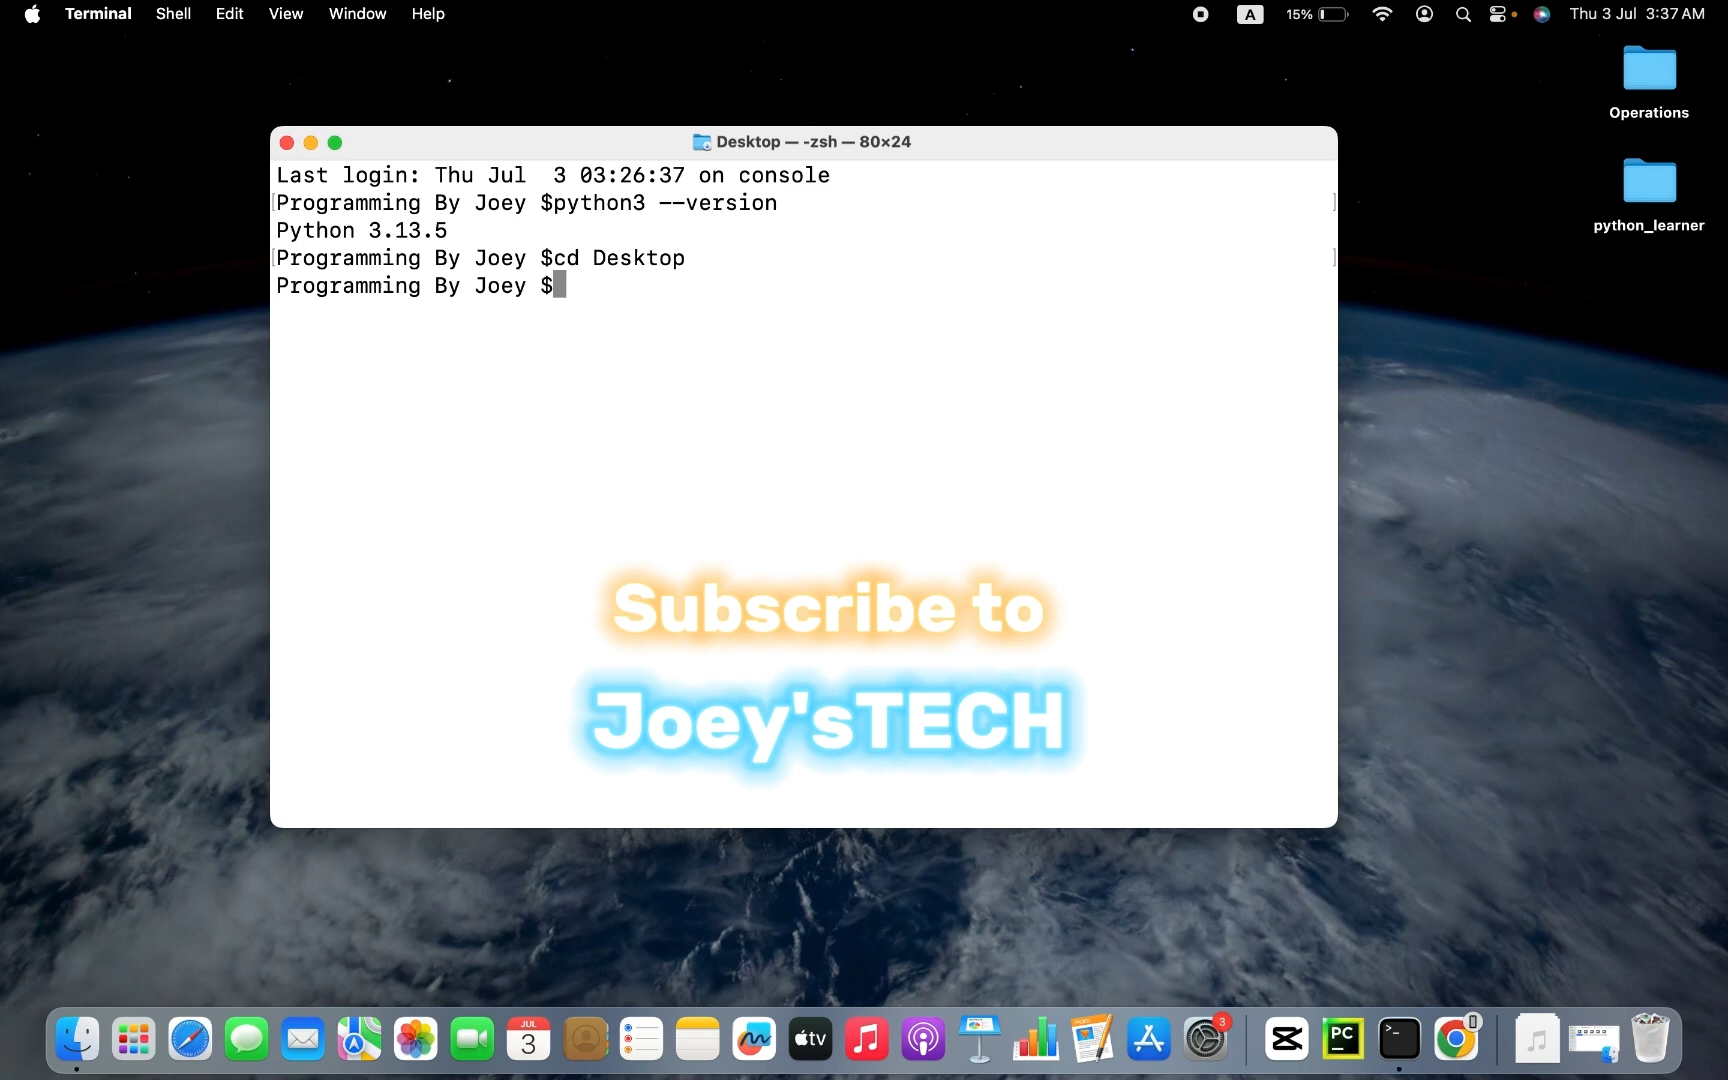 Terminal Shell Edit View Window Help A 15% Thu 3 Jul 3:37 AM
Operations
python_learner
Desktop — -zsh — 80×24
Last login: Thu Jul  3 03:26:37 on console
[Programming By Joey $python3 --version ]
Python 3.13.5
[Programming By Joey $cd Desktop ]
Programming By Joey $
Subscribe to
Joey'sTECH
JUL
3
tv
3
PC
>_